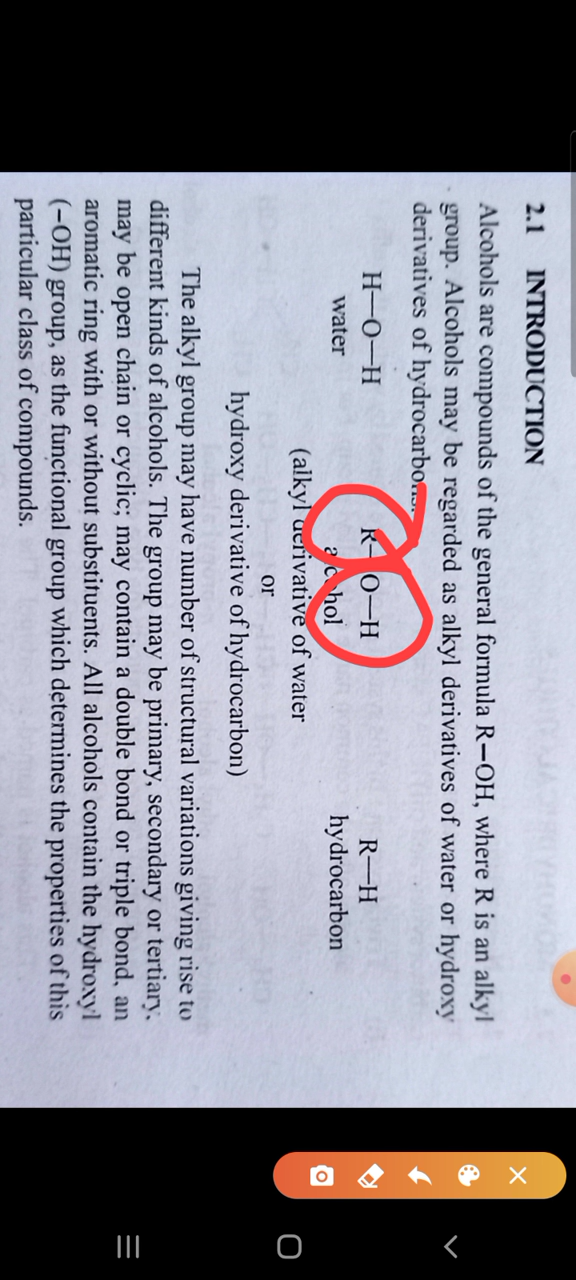 2.1 INTRODUCTION
Alcohols are compounds of the general formula R–OH, where R is an alkyl
group. Alcohols may be regarded as alkyl derivatives of water or hydroxy
derivatives of hydrocarbons.
H—O—H R—O—H R—H
water alcohol hydrocarbon
(alkyl derivative of water
or
hydroxy derivative of hydrocarbon)
The alkyl group may have number of structural variations giving rise to
different kinds of alcohols. The group may be primary, secondary or tertiary.
may be open chain or cyclic; may contain a double bond or triple bond, an
aromatic ring with or without substituents. All alcohols contain the hydroxyl
(–OH) group, as the functional group which determines the properties of this
particular class of compounds.